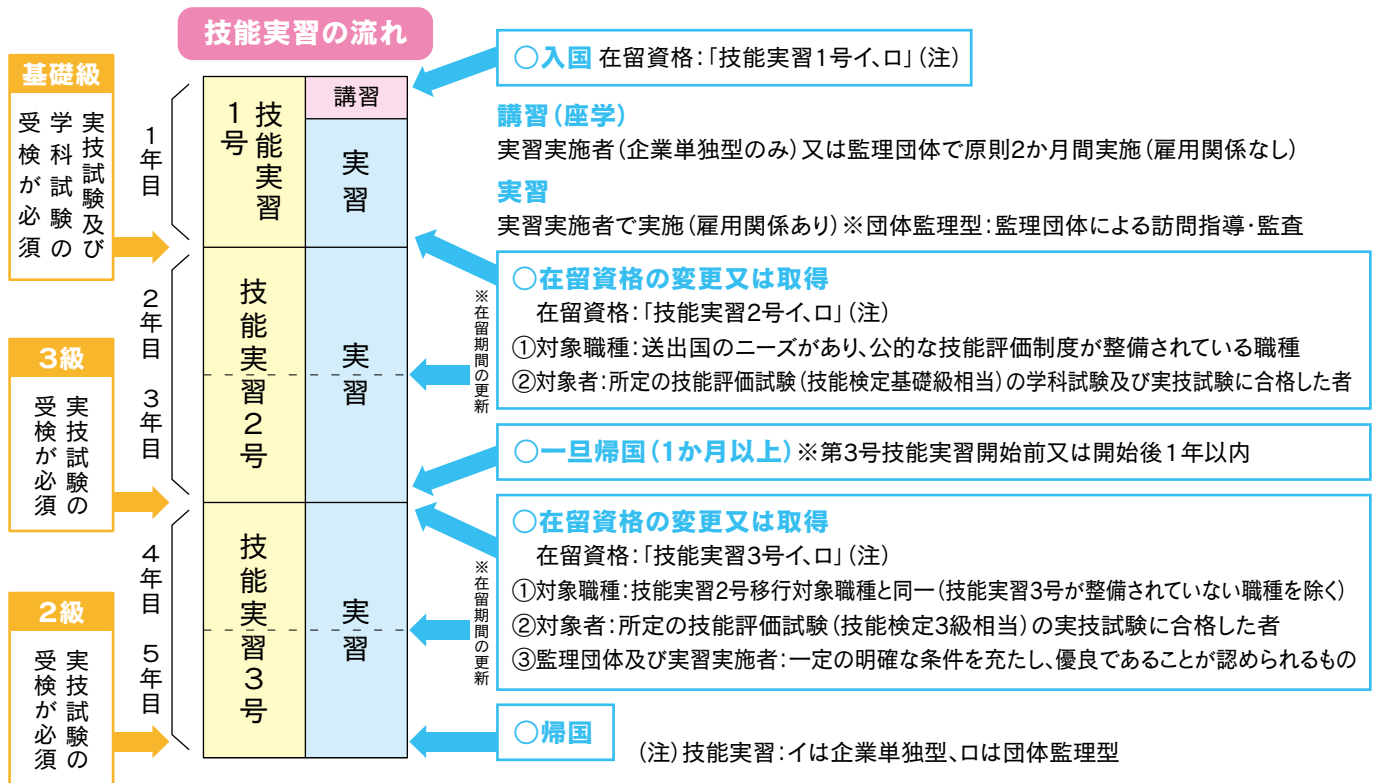 技能実習の流れ
基礎級
実技試験及び
学科試験の
受検が必須
3級
実技試験の
受検が必須
2級
実技試験の
受検が必須
1年目
2年目
3年目
4年目
5年目
技能実習
1号
講習
実習
技能実習2号
実習
技能実習3号
実習
○入国 在留資格：「技能実習1号イ、ロ」（注）
講習（座学）
実習実施者（企業単独型のみ）又は監理団体で原則2か月間実施（雇用関係なし）
実習
実習実施者で実施（雇用関係あり）※団体監理型：監理団体による訪問指導・監査
※在留期間の更新
○在留資格の変更又は取得
在留資格：「技能実習2号イ、ロ」（注）
①対象職種：送出国のニーズがあり、公的な技能評価制度が整備されている職種
②対象者：所定の技能評価試験（技能検定基礎級相当）の学科試験及び実技試験に合格した者
○一旦帰国（1か月以上）※第3号技能実習開始前又は開始後1年以内
※在留期間の更新
○在留資格の変更又は取得
在留資格：「技能実習3号イ、ロ」（注）
①対象職種：技能実習2号移行対象職種と同一（技能実習3号が整備されていない職種を除く）
②対象者：所定の技能評価試験（技能検定3級相当）の実技試験に合格した者
③監理団体及び実習実施者：一定の明確な条件を充たし、優良であることが認められるもの
○帰国
（注）技能実習：イは企業単独型、ロは団体監理型